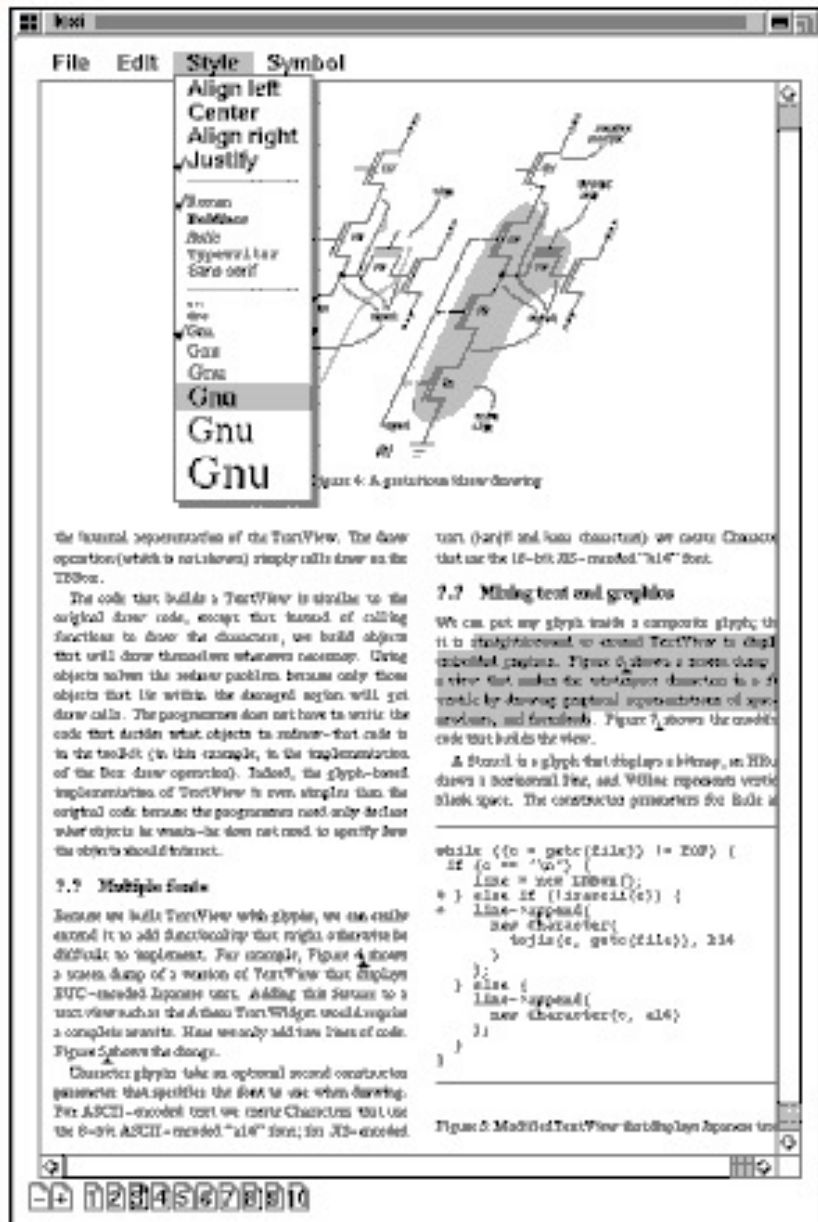 lexi
File Edit Style Symbol
Align left
Center
Align right
Justify
Roman
Boldface
Italic
Typewriter
Sans serif
Gnu
Gnu
Gnu
Gnu
Gnu
Gnu
Figure 4: A gratuitous idraw drawing
the internal representation of the TextView. The draw
operation (which is not shown) simply calls draw on the
TBBox.
The code that builds a TextView is similar to the
original draw code, except that instead of calling
functions to draw the characters, we build objects
that will draw themselves whenever necessary. Using
objects solves the redraw problem because only those
objects that lie within the damaged region will get
draw calls. The programmer does not have to write the
code that decides what objects to redraw-that code is
in the toolkit (in this example, in the implementation
of the Box draw operation). Indeed, the glyph-based
implementation of TextView is even simpler than the
original code because the programmer need only declare
what objects he wants-he does not need to specify how
the objects should interact.
Multiple fonts
Because we built TextView with glyphs, we can easily
extend it to add functionality that might otherwise be
difficult to implement. For example, Figure 4 shows
a screen dump of a version of TextView that displays
EUC-encoded Japanese text. Adding this feature to a
text view such as the Athena TextWidget would require
a complete rewrite. Here we only add two lines of code.
Figure 5 shows the change.
Character glyphs take an optional second constructor
parameter that specifies the font to use when drawing.
For ASCII-encoded text we create Characters that use
the 8-bit ASCII-encoded "a14" font; for JIS-encoded
text (kanji and kana characters) we create Character
that use the 16-bit JIS-encoded "k14" font.
Mixing text and graphics
We can put any glyph inside a composite glyph; th
it is straightforward to extend TextView to displ
embedded graphics. Figure 6 shows a screen dump
a view that makes the whitespace characters in a
visible by drawing graphical representations of spac
newlines, and formfeeds. Figure 7 shows the modifi
code that builds the view.
A Stencil is a glyph that displays a bitmap, an HRu
draws a horizontal line, and VGlue represents vertic
blank space. The constructor parameters for Rule a
while ((c = getc(file)) != EOF) {
if (c == '\n') {
line = new LRBox();
} else if (!isascii(c)) {
line->append(
new Character(
tojis(c, getc(file)), k14
)
);
} else {
line->append(
new Character(c, a14)
);
}
}
Figure 5: Modified TextView that displays Japanese text
- + 1 2 3 4 5 6 7 8 9 10